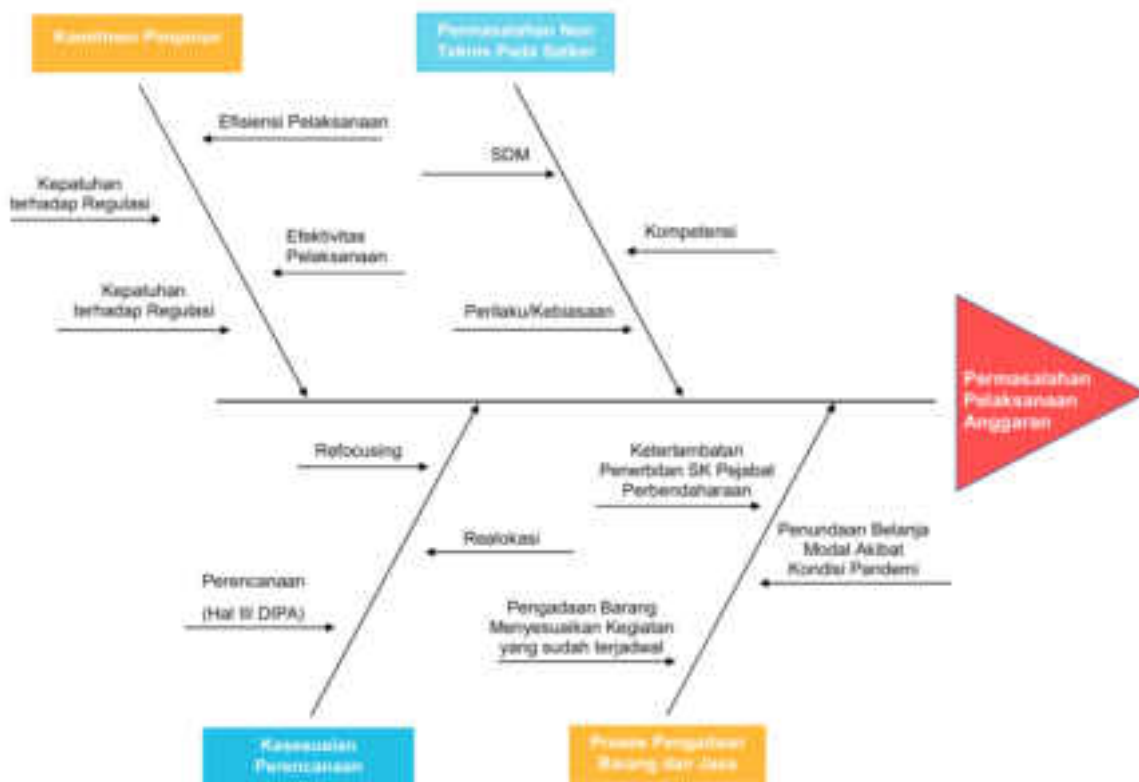 Komitmen Pimpinan
Permasalahan Non
Teknis Pada Satker
Efisiensi Pelaksanaan
SDM
Kepatuhan
terhadap Regulasi
Efektivitas
Pelaksanaan
Kompetensi
Kepatuhan
terhadap Regulasi
Perilaku/Kebiasaan
Permasalahan
Pelaksanaan
Anggaran
Refocusing
Keterlambatan
Penerbitan SK Pejabat
Perbendaharaan
Realokasi
Penundaan Belanja
Modal Akibat
Kondisi Pandemi
Perencanaan
(Hal III DIPA)
Pengadaan Barang
Menyesuaikan Kegiatan
yang sudah terjadwal
Kesesuaian
Perencanaan
Proses Pengadaan
Barang dan Jasa